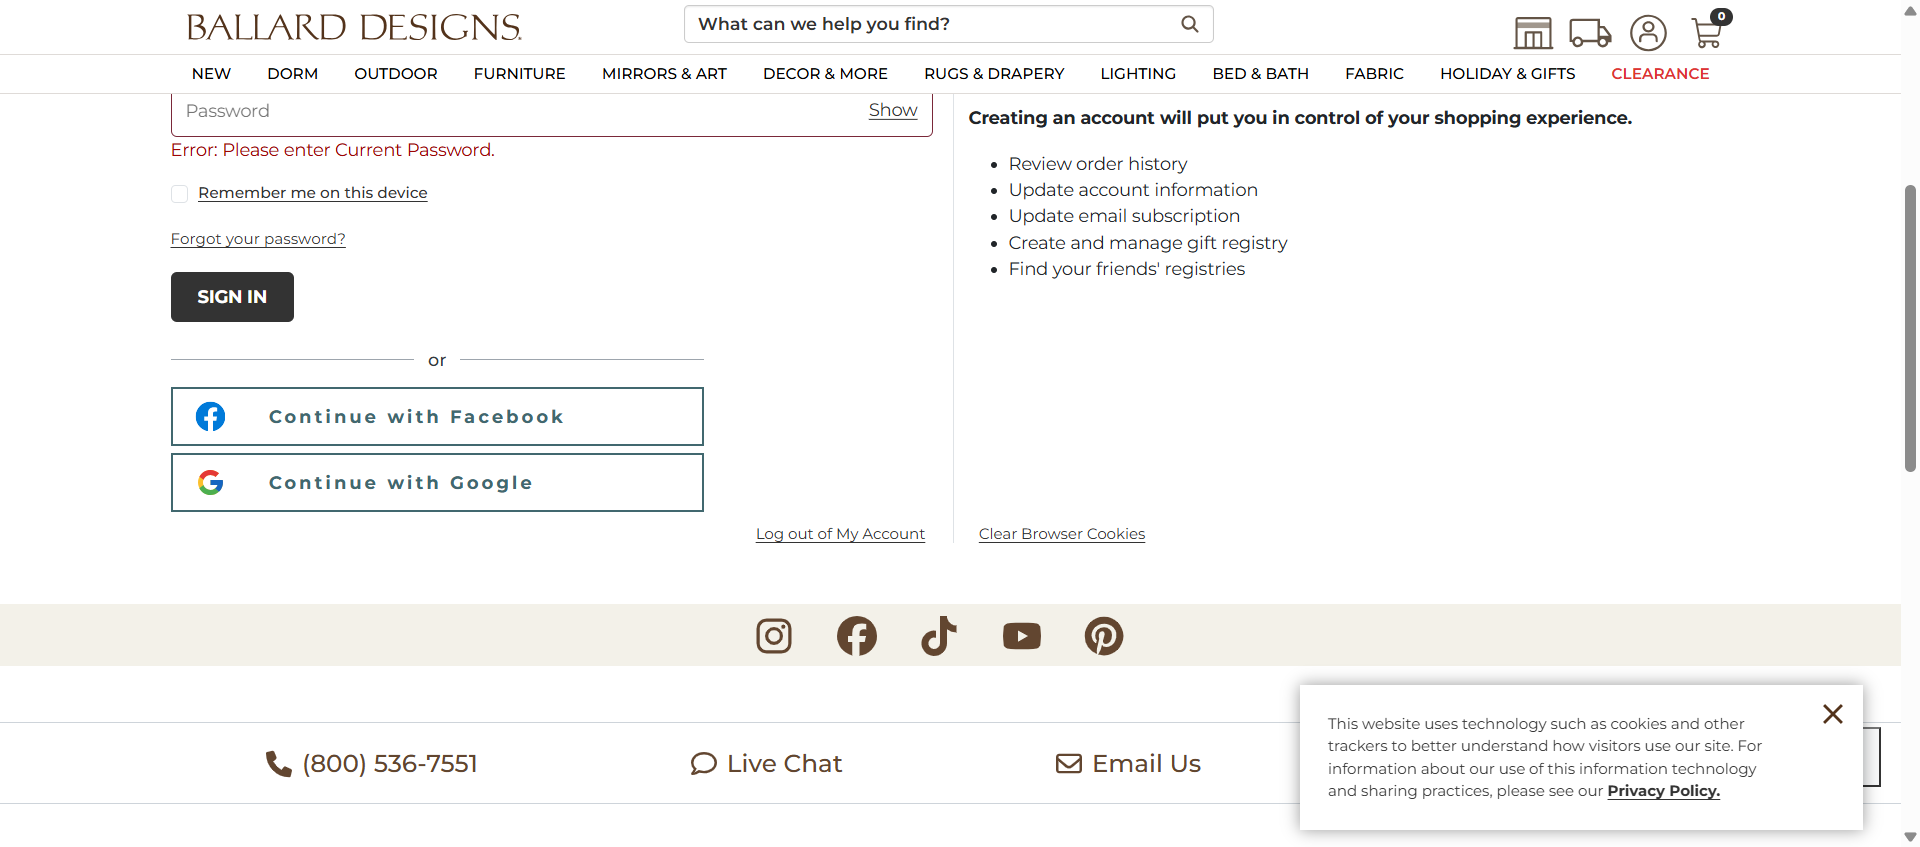 BALLARD DESIGNS
What can we help you find?
0
NEW DORM OUTDOOR FURNITURE MIRRORS & ART DECOR & MORE RUGS & DRAPERY LIGHTING BED & BATH FABRIC HOLIDAY & GIFTS CLEARANCE
Password
Show
Error: Please enter Current Password.
Remember me on this device
Forgot your password?
SIGN IN
or
Continue with Facebook
Continue with Google
Log out of My Account
Creating an account will put you in control of your shopping experience.
Review order history
Update account information
Update email subscription
Create and manage gift registry
Find your friends' registries
Clear Browser Cookies
(800) 536-7551
Live Chat
Email Us
This website uses technology such as cookies and other
trackers to better understand how visitors use our site. For
information about our use of this information technology
and sharing practices, please see our Privacy Policy.